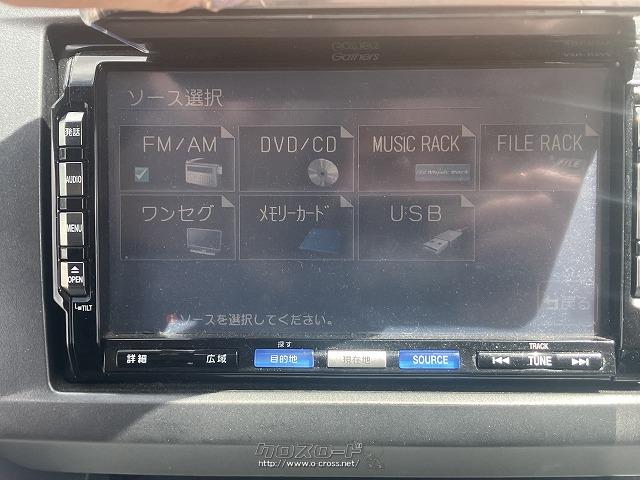 Gathers
ソース選択
発話
AUDIO
MENU
OPEN
TILT
FM/AM
DVD/CD
MUSIC RACK
FILE RACK
ワンセグ
メモリーカード
USB
戻る
ソースを選択してください。
詳細
広域
探す
目的地
現在地
SOURCE
TRACK
TUNE
クロスロード
http://www.o-cross.net/